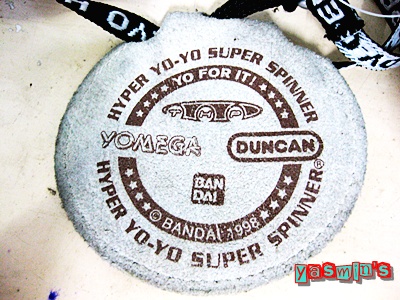 HYPER YO-YO SUPER SPINNER
YO FOR IT!
THP
YOMEGA
DUNCAN
BAN
DAI
© BANDAI 1998
HYPER YO-YO SUPER SPINNER®
yasmin's